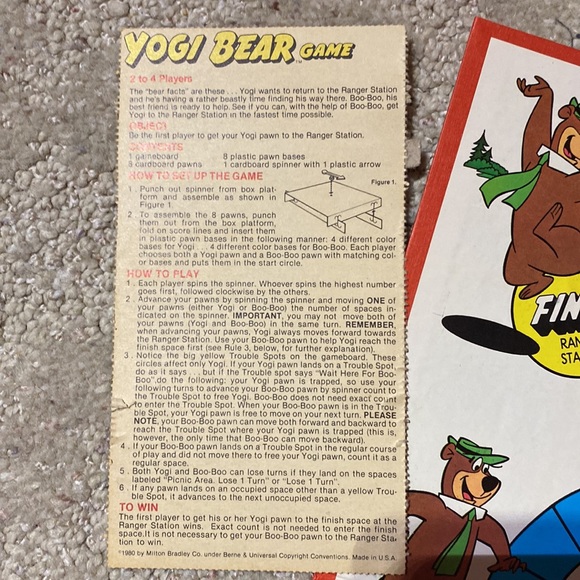 YOGI BEAR GAME
TM
2 to 4 Players
The "bear facts" are these . . . Yogi wants to return to the Ranger Station
and he's having a rather beastly time finding his way there. Boo-Boo, his
best friend is ready to help. See if you can, with the help of Boo-Boo, get
Yogi to the Ranger Station in the fastest time possible.
OBJECT
Be the first player to get your Yogi pawn to the Ranger Station.
CONTENTS
1 gameboard 8 plastic pawn bases
8 cardboard pawns 1 cardboard spinner with 1 plastic arrow
HOW TO SET UP THE GAME
1. Punch out spinner from box plat-
form and assemble as shown in
Figure 1.
Figure 1.
2. To assemble the 8 pawns, punch
them out from the box platform,
fold on score lines and insert them
in plastic pawn bases in the following manner: 4 different color
bases for Yogi . . . 4 different color bases for Boo-Boo. Each player
chooses both a Yogi pawn and a Boo-Boo pawn with matching col-
or bases and puts them in the start circle.
HOW TO PLAY
1. Each player spins the spinner. Whoever spins the highest number
goes first, followed clockwise by the others.
2. Advance your pawns by spinning the spinner and moving ONE of
your pawns (either Yogi or Boo-Boo) the number of spaces in-
dicated on the spinner. IMPORTANT, you may not move both of
your pawns (Yogi and Boo-Boo) in the same turn. REMEMBER,
when advancing your pawns, Yogi always moves forward towards
the Ranger Station. Use your Boo-Boo pawn to help Yogi reach the
finish space first (see Rule 3, below, for further explanation).
3. Notice the big yellow Trouble Spots on the gameboard. These
circles affect only Yogi. If your Yogi pawn lands on a Trouble Spot,
do as it says . . . but if the Trouble spot says "Wait Here For Boo-
Boo".do the following: your Yogi pawn is trapped, so use your
following turns to advance your Boo-Boo pawn by spinner count to
the Trouble Spot to free Yogi. Boo-Boo does not need exact count
to enter the Trouble Spot. When your Boo-Boo pawn is in the Trou-
ble Spot, your Yogi pawn is free to move on your next turn. PLEASE
NOTE, your Boo-Boo pawn can move both forward and backward to
reach the Trouble Spot where your Yogi pawn is trapped (this is,
however, the only time that Boo-Boo can move backward).
4. If your Boo-Boo pawn lands on a Trouble Spot in the regular course
of play and did not move there to free your Yogi pawn, count it as a
regular space.
5. Both Yogi and Boo-Boo can lose turns if they land on the spaces
labeled "Picnic Area. Lose 1 Turn" or "Lose 1 Turn".
6. If any pawn lands on an occupied space other than a yellow Trou-
ble Spot, it advances to the next unoccupied space.
TO WIN
The first player to get his or her Yogi pawn to the finish space at the
Ranger Station wins. Exact count is not needed to enter the finish
space.It is not necessary to get your Boo-Boo pawn to the Ranger Sta-
tion to win.
©1980 by Milton Bradley Co. under Berne & Universal Copyright Conventions. Made in U.S.A.
FIN
RAN
STA